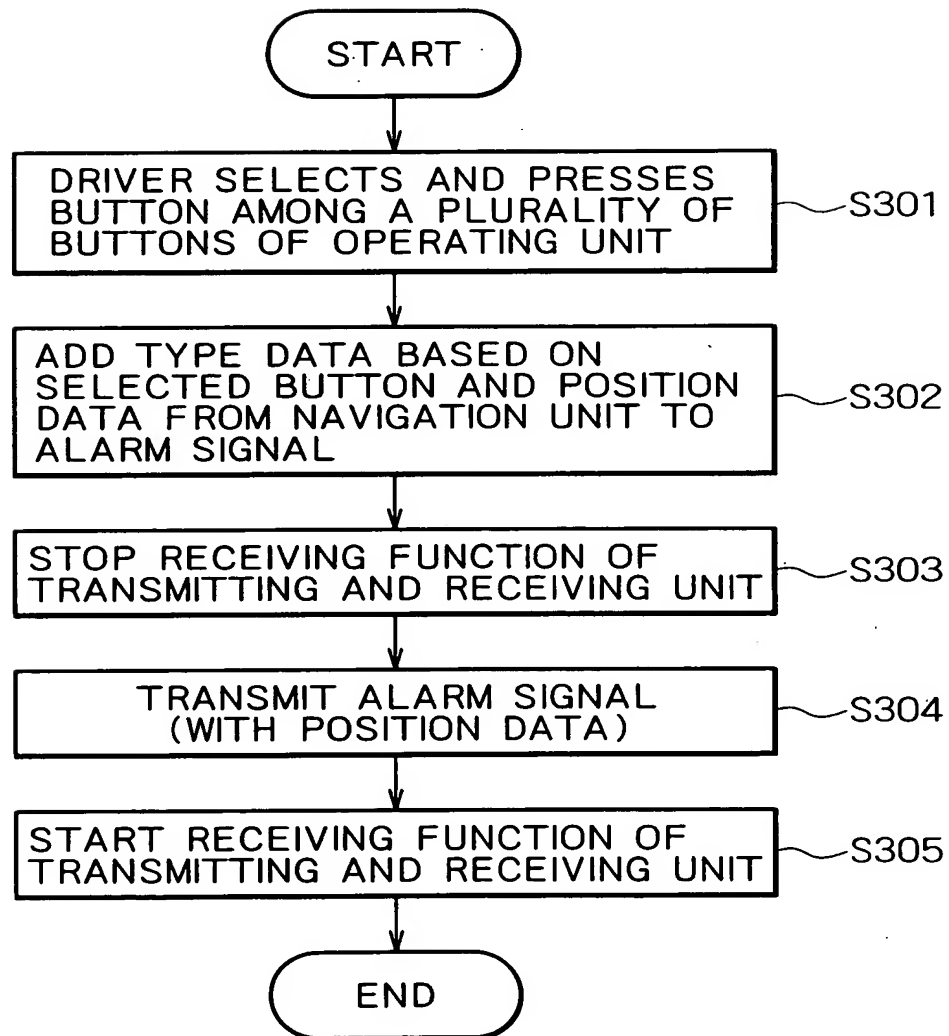 START
DRIVER SELECTS AND PRESSES
BUTTON AMONG A PLURALITY OF
BUTTONS OF OPERATING UNIT
S301
ADD TYPE DATA BASED ON
SELECTED BUTTON AND POSITION
DATA FROM NAVIGATION UNIT TO
ALARM SIGNAL
S302
STOP RECEIVING FUNCTION OF
TRANSMITTING AND RECEIVING UNIT
S303
TRANSMIT ALARM SIGNAL
(WITH POSITION DATA)
S304
START RECEIVING FUNCTION OF
TRANSMITTING AND RECEIVING UNIT
S305
END